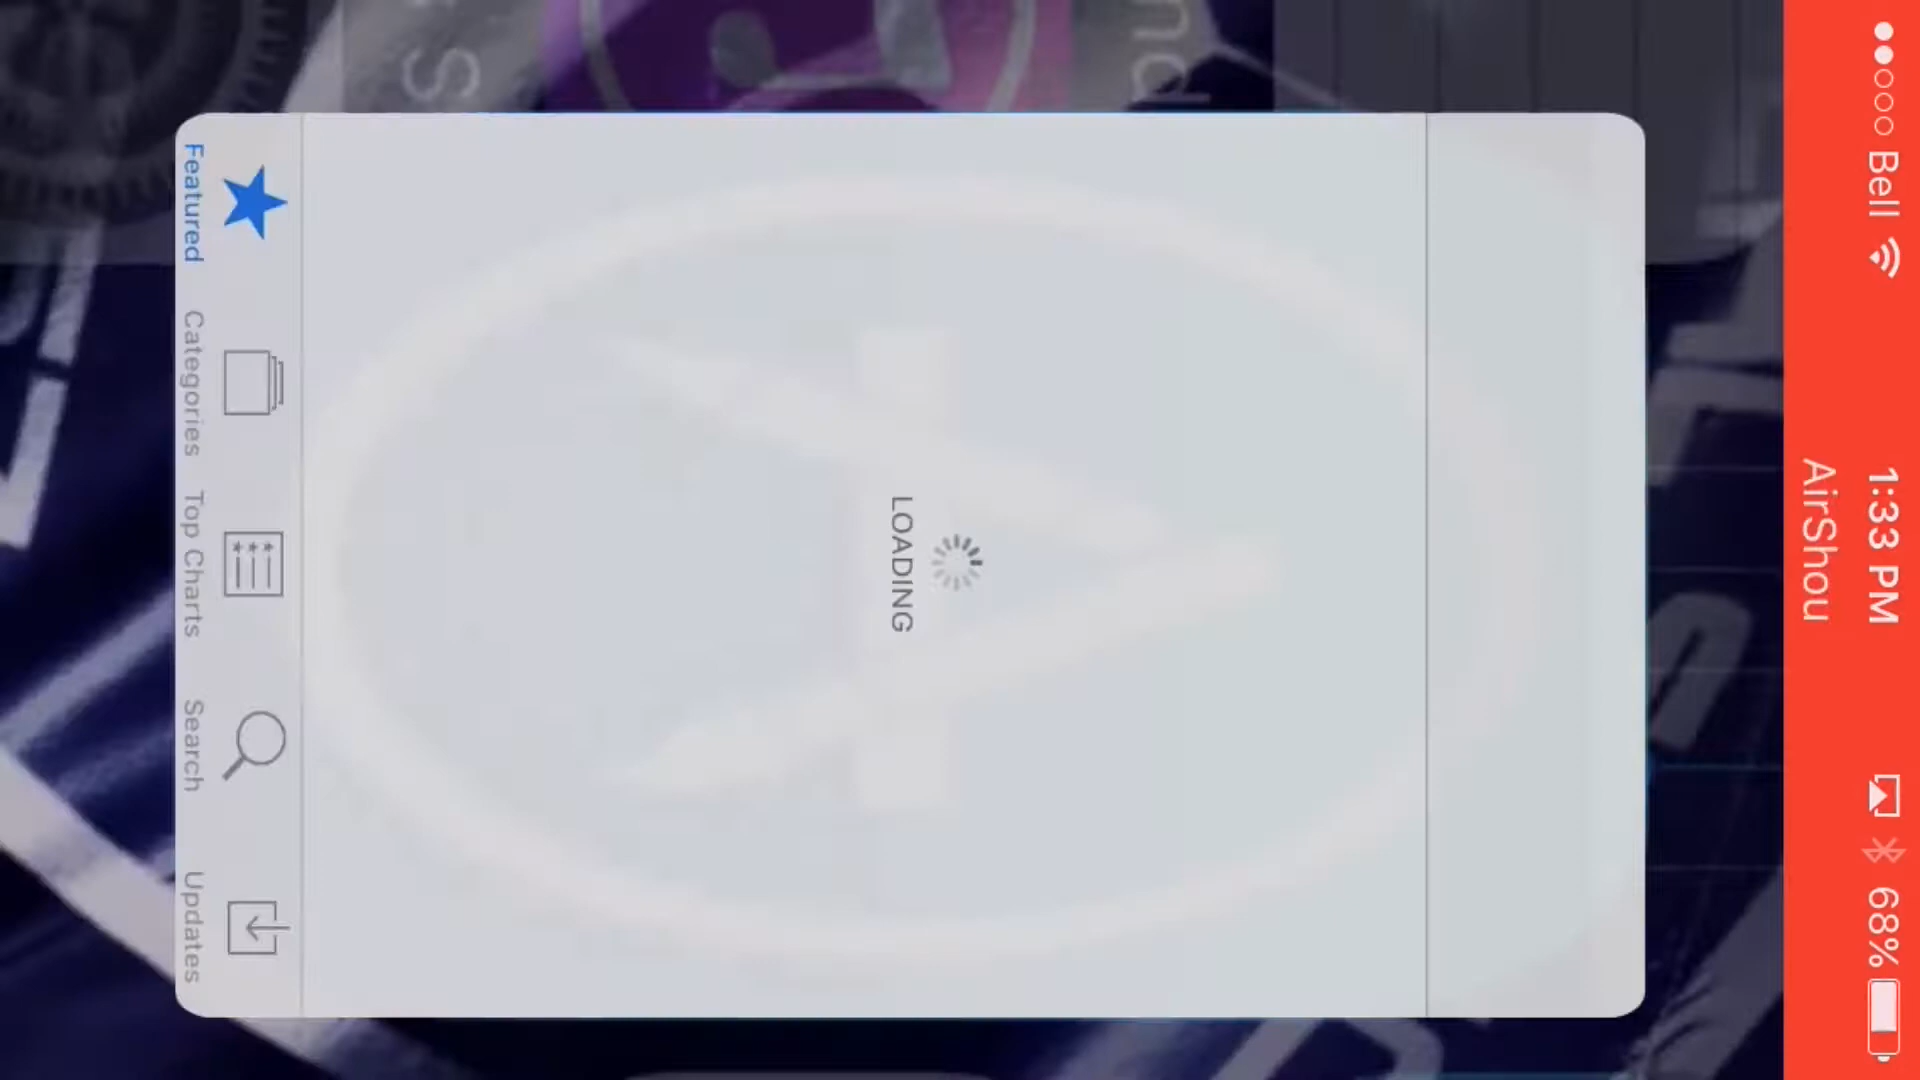 Bell 1:33 PM 68%
AirShou
LOADING
Featured Categories Top Charts Search Updates